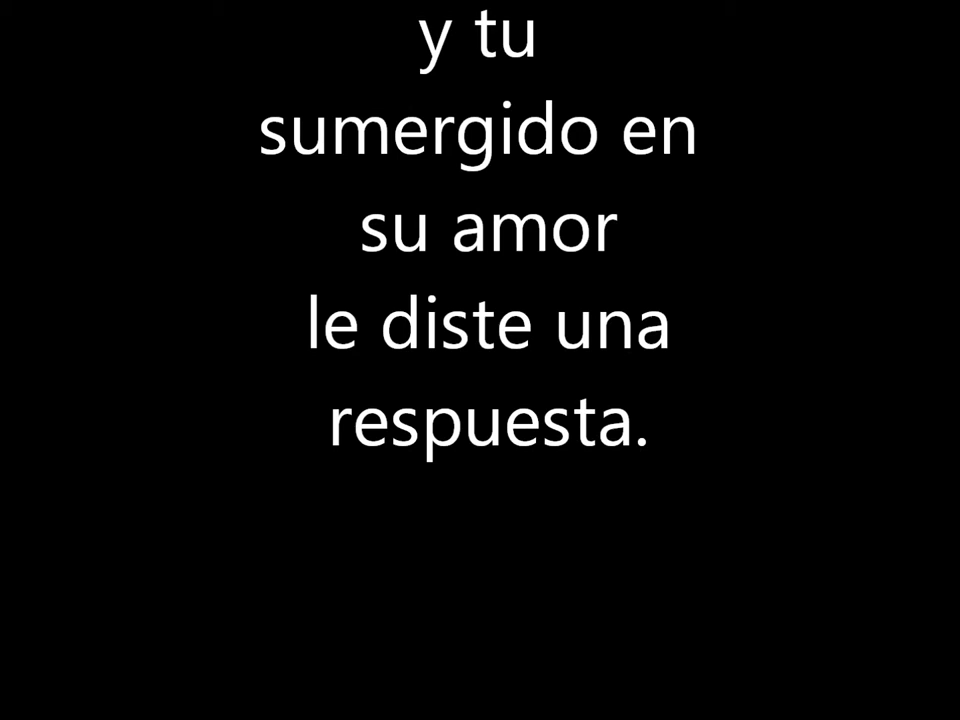 y tu
sumergido en
su amor
le diste una
respuesta.